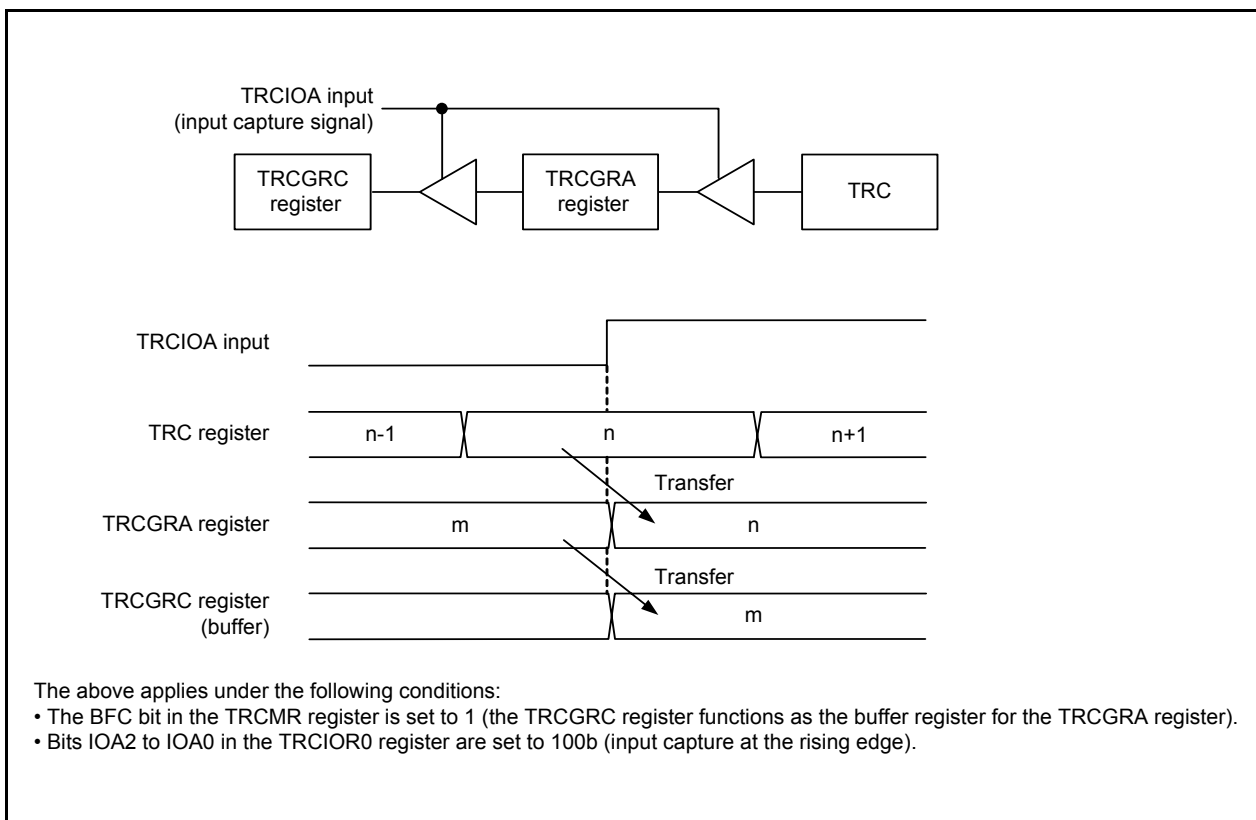 TRCIOA input
(input capture signal)
TRCGRC
register
TRCGRA
register
TRC
TRCIOA input
TRC register
n-1
n
n+1
Transfer
TRCGRA register
m
n
Transfer
TRCGRC register
(buffer)
m
The above applies under the following conditions:
• The BFC bit in the TRCMR register is set to 1 (the TRCGRC register functions as the buffer register for the TRCGRA register).
• Bits IOA2 to IOA0 in the TRCIOR0 register are set to 100b (input capture at the rising edge).